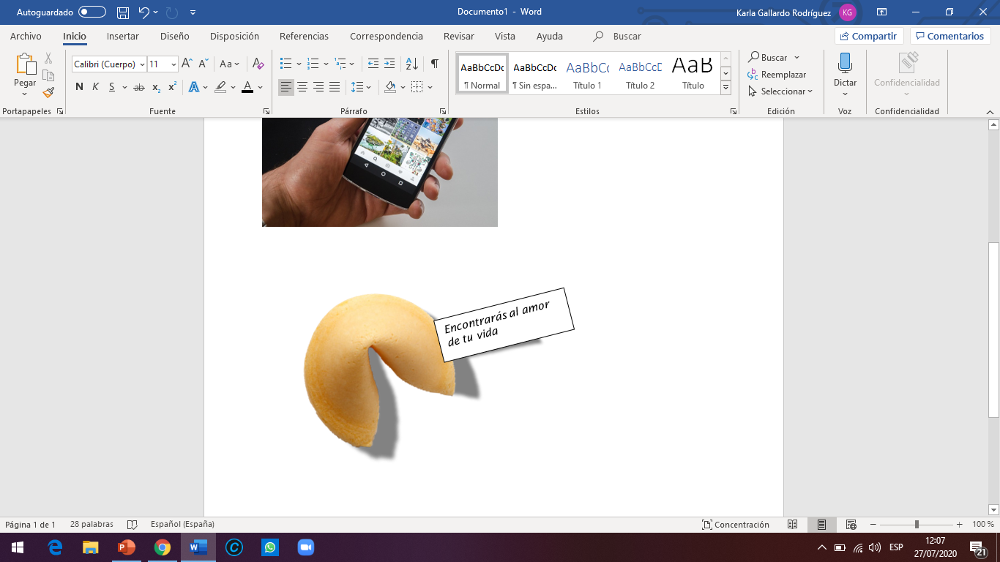 Autoguardado
Documento1 - Word
Karla Gallardo Rodríguez
KG
Archivo Inicio Insertar Diseño Disposición Referencias Correspondencia Revisar Vista Ayuda Buscar
Compartir Comentarios
Pegar
Portapapeles
Calibri (Cuerpo) 11 A A Aa A
N K S ab x₂ x² A A
Fuente
Párrafo
AaBbCcDc AaBbCcDc AaBbCc AaBbCcD AaB
¶ Normal ¶ Sin espa... Título 1 Título 2 Título
Estilos
Buscar
Reemplazar
Seleccionar
Edición
Dictar
Voz
Confidencialidad
Confidencialidad
Encontrarás al amor
de tu vida
Página 1 de 1 28 palabras Español (España) Concentración 100 %
ESP
12:07
27/07/2020
21